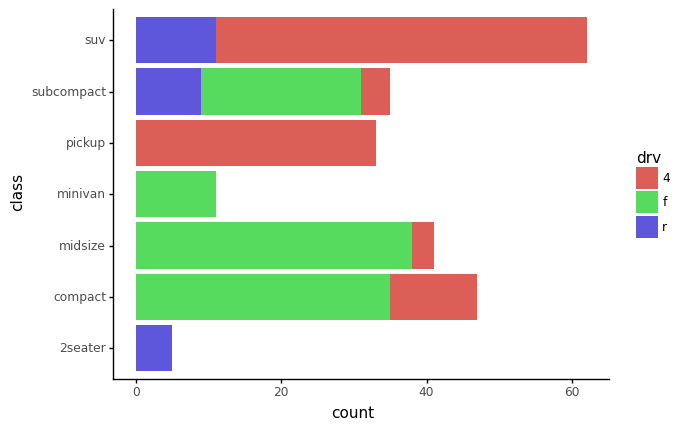 suv
subcompact
pickup
minivan
midsize
compact
2seater
class
0 20 40 60
count
drv
4
f
r